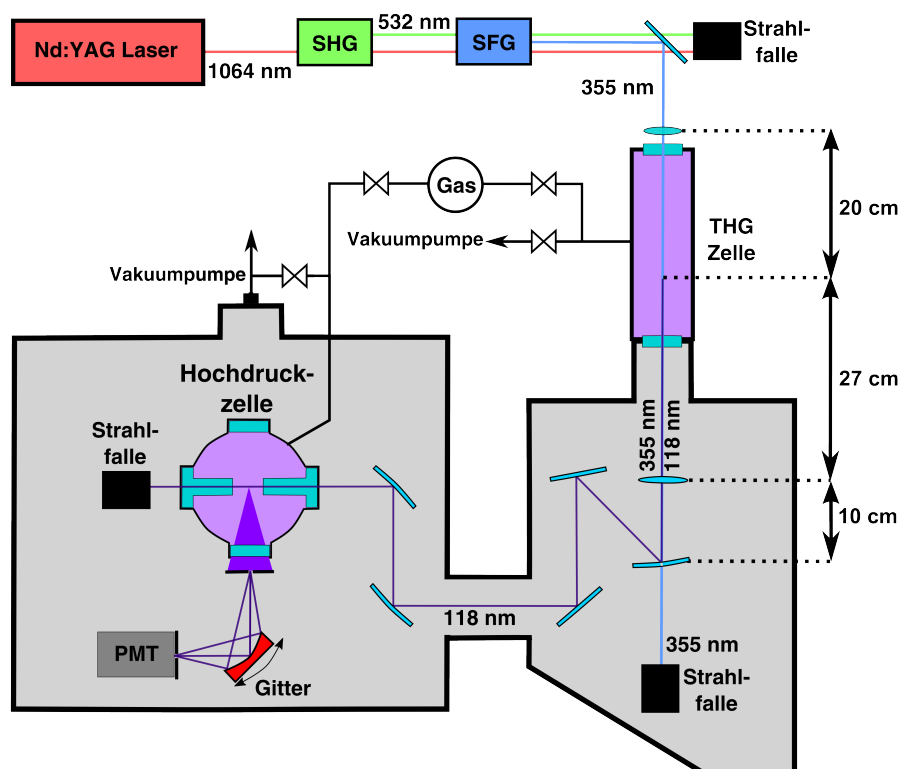 Nd:YAG Laser
1064 nm
SHG
532 nm
SFG
Strahl-
falle
355 nm
Gas
Vakuumpumpe
THG
Zelle
20 cm
Vakuumpumpe
Hochdruck-
zelle
Strahl-
falle
355 nm
118 nm
27 cm
10 cm
118 nm
355 nm
Strahl-
falle
PMT
Gitter